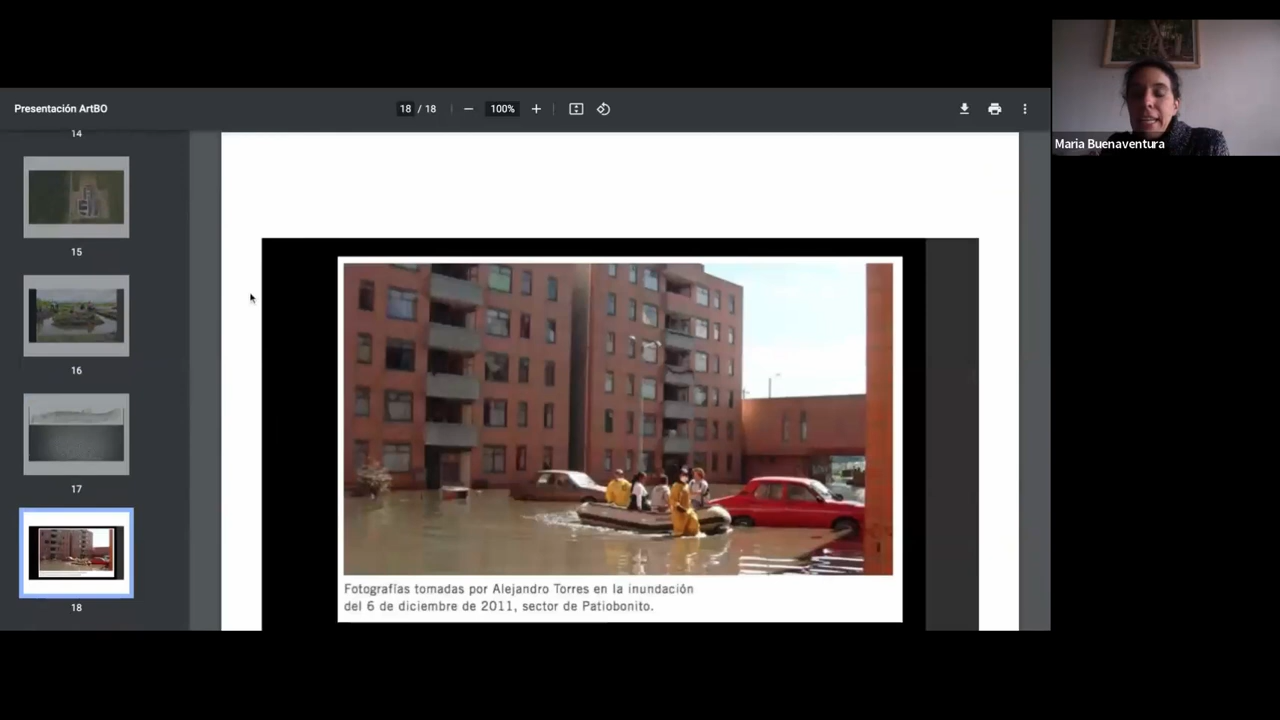 Presentación ArtBO
18 / 18
100%
Maria Buenaventura
14
15
16
17
18
Fotografías tomadas por Alejandro Torres en la inundación
del 6 de diciembre de 2011, sector de Patiobonito.